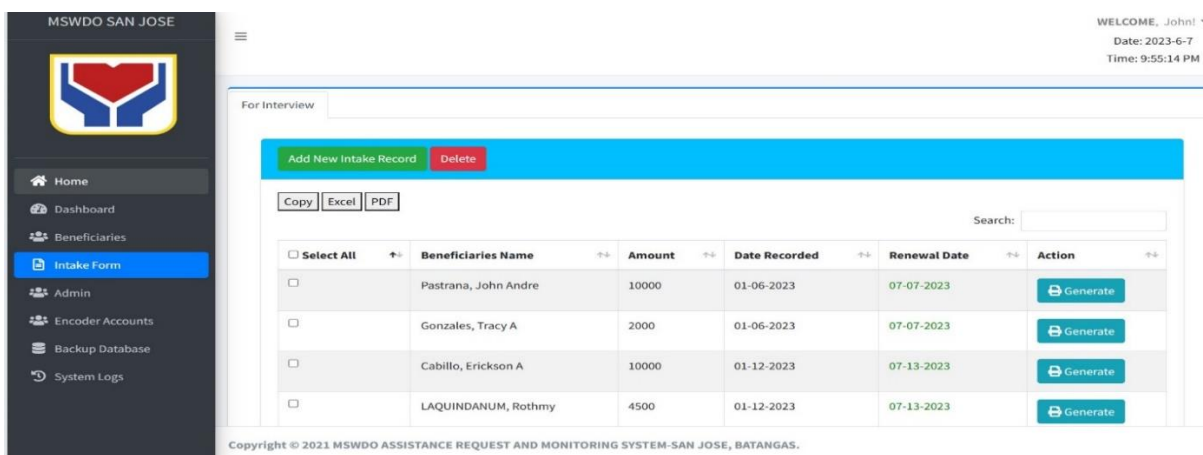 MSWDO SAN JOSE
WELCOME, John!
Date: 2023-6-7
Time: 9:55:14 PM
Home
Dashboard
Beneficiaries
Intake Form
Admin
Encoder Accounts
Backup Database
System Logs
For Interview
Add New Intake Record Delete
Copy Excel PDF
Search:
Select All Beneficiaries Name Amount Date Recorded Renewal Date Action
Pastrana, John Andre 10000 01-06-2023 07-07-2023 Generate
Gonzales, Tracy A 2000 01-06-2023 07-07-2023 Generate
Cabillo, Erickson A 10000 01-12-2023 07-13-2023 Generate
LAQUINDANUM, Rothmy 4500 01-12-2023 07-13-2023 Generate
Copyright © 2021 MSWDO ASSISTANCE REQUEST AND MONITORING SYSTEM-SAN JOSE, BATANGAS.